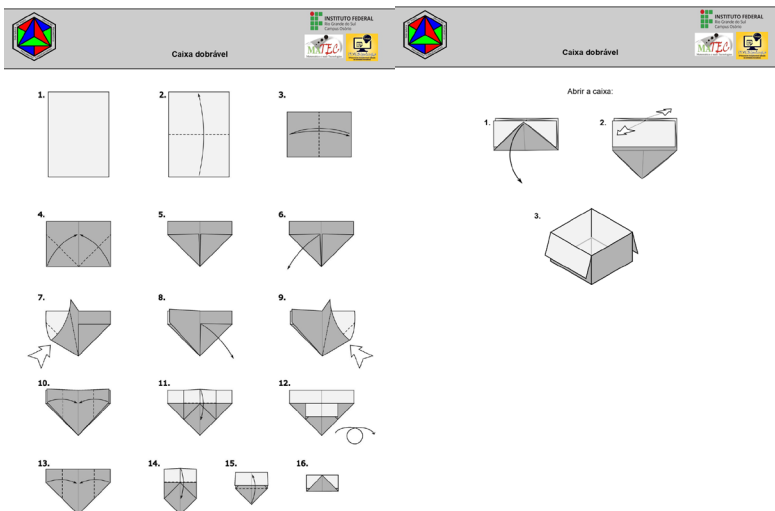 INSTITUTO FEDERAL
Rio Grande do Sul
Campus Osório
MATEC
Caixa dobrável
1.
2.
3.
4.
5.
6.
7.
8.
9.
10.
11.
12.
13.
14.
15.
16.
INSTITUTO FEDERAL
Rio Grande do Sul
Campus Osório
MATEC
Caixa dobrável
Abrir a caixa:
1.
2.
3.